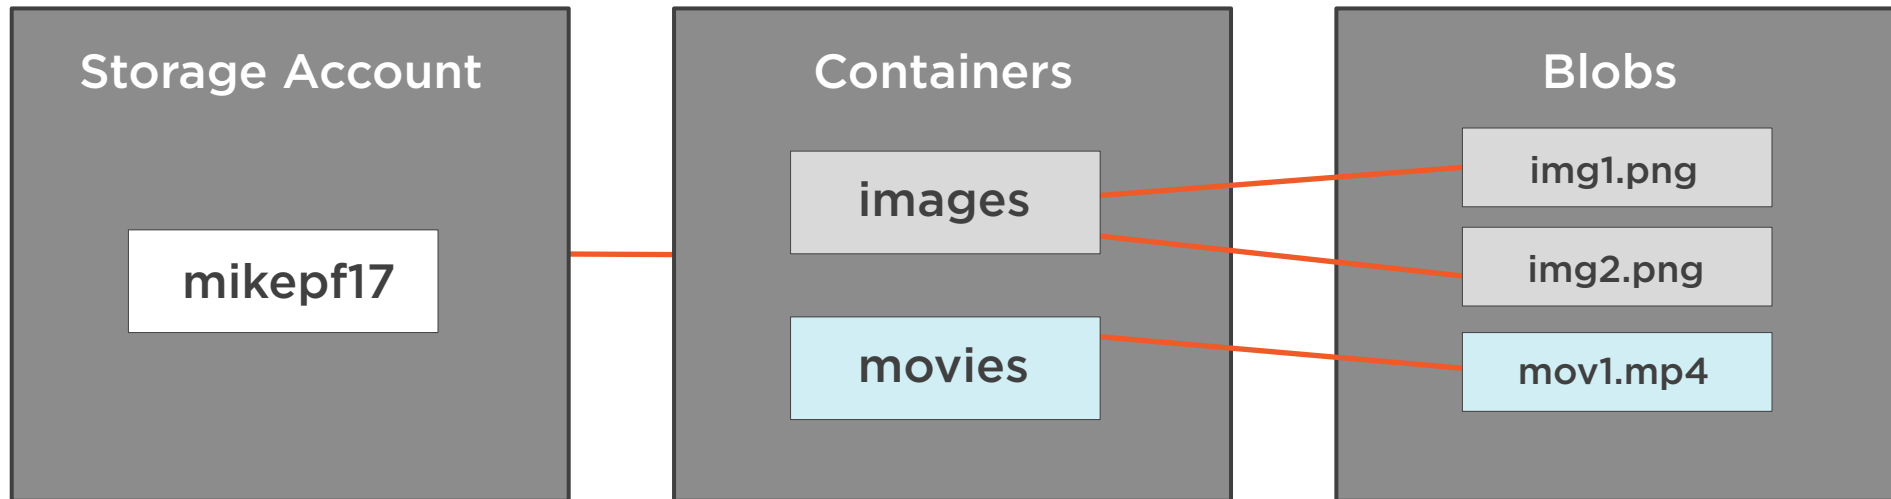 Storage Account
mikepf17
Containers
images
movies
Blobs
img1.png
img2.png
mov1.mp4